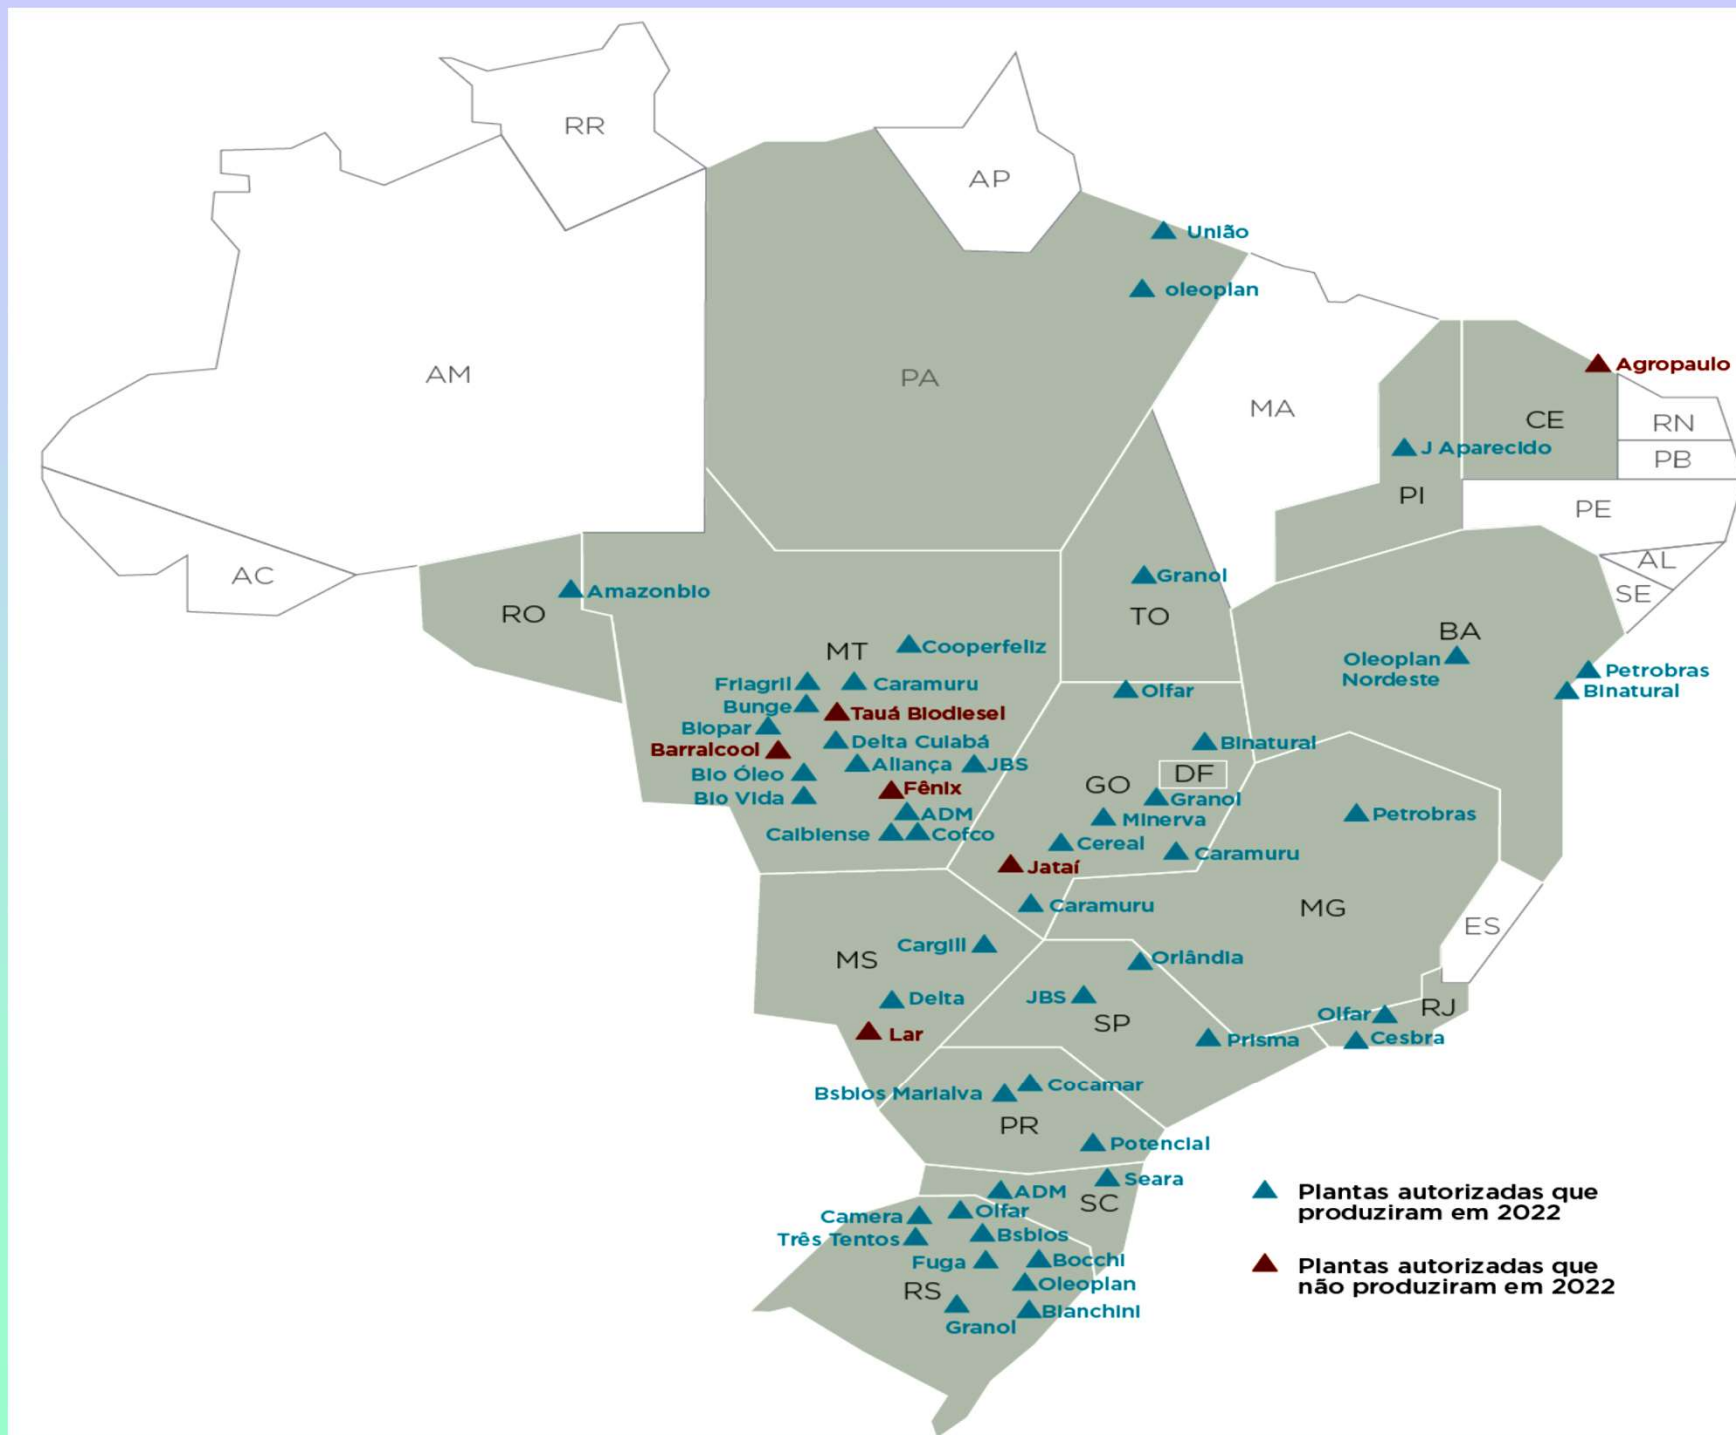 RR
AP
União
oleoplan
AM
PA
Agropaulo
MA
CE
RN
J Aparecido
PB
PI
PE
AL
AC
Granol
SE
Amazonbio
RO
TO
BA
Cooperfeliz
MT
Oleoplan
Nordeste
Petrobras
Friagril
Caramuru
Olfar
Binatural
Bunge
Tauá Biodiesel
Biopar
Delta Cuiabá
Binatural
Barralcool
Aliança
JBS
Bio Óleo
DF
GO
Fênix
Bio Vida
Granol
ADM
Minerva
Petrobras
Caibiense
Cofco
Cereal
Caramuru
Jataí
Caramuru
MG
ES
Cargill
MS
Orlândia
Delta
JBS
SP
RJ
Olfar
Lar
Prisma
Cesbra
Bsbios Marialva
Cocamar
PR
Potencial
Seara
ADM
SC
Plantas autorizadas que
produziram em 2022
Camera
Olfar
Três Tentos
Bsbios
Fuga
Bocchi
Plantas autorizadas que
não produziram em 2022
Oleoplan
RS
Bianchini
Granol